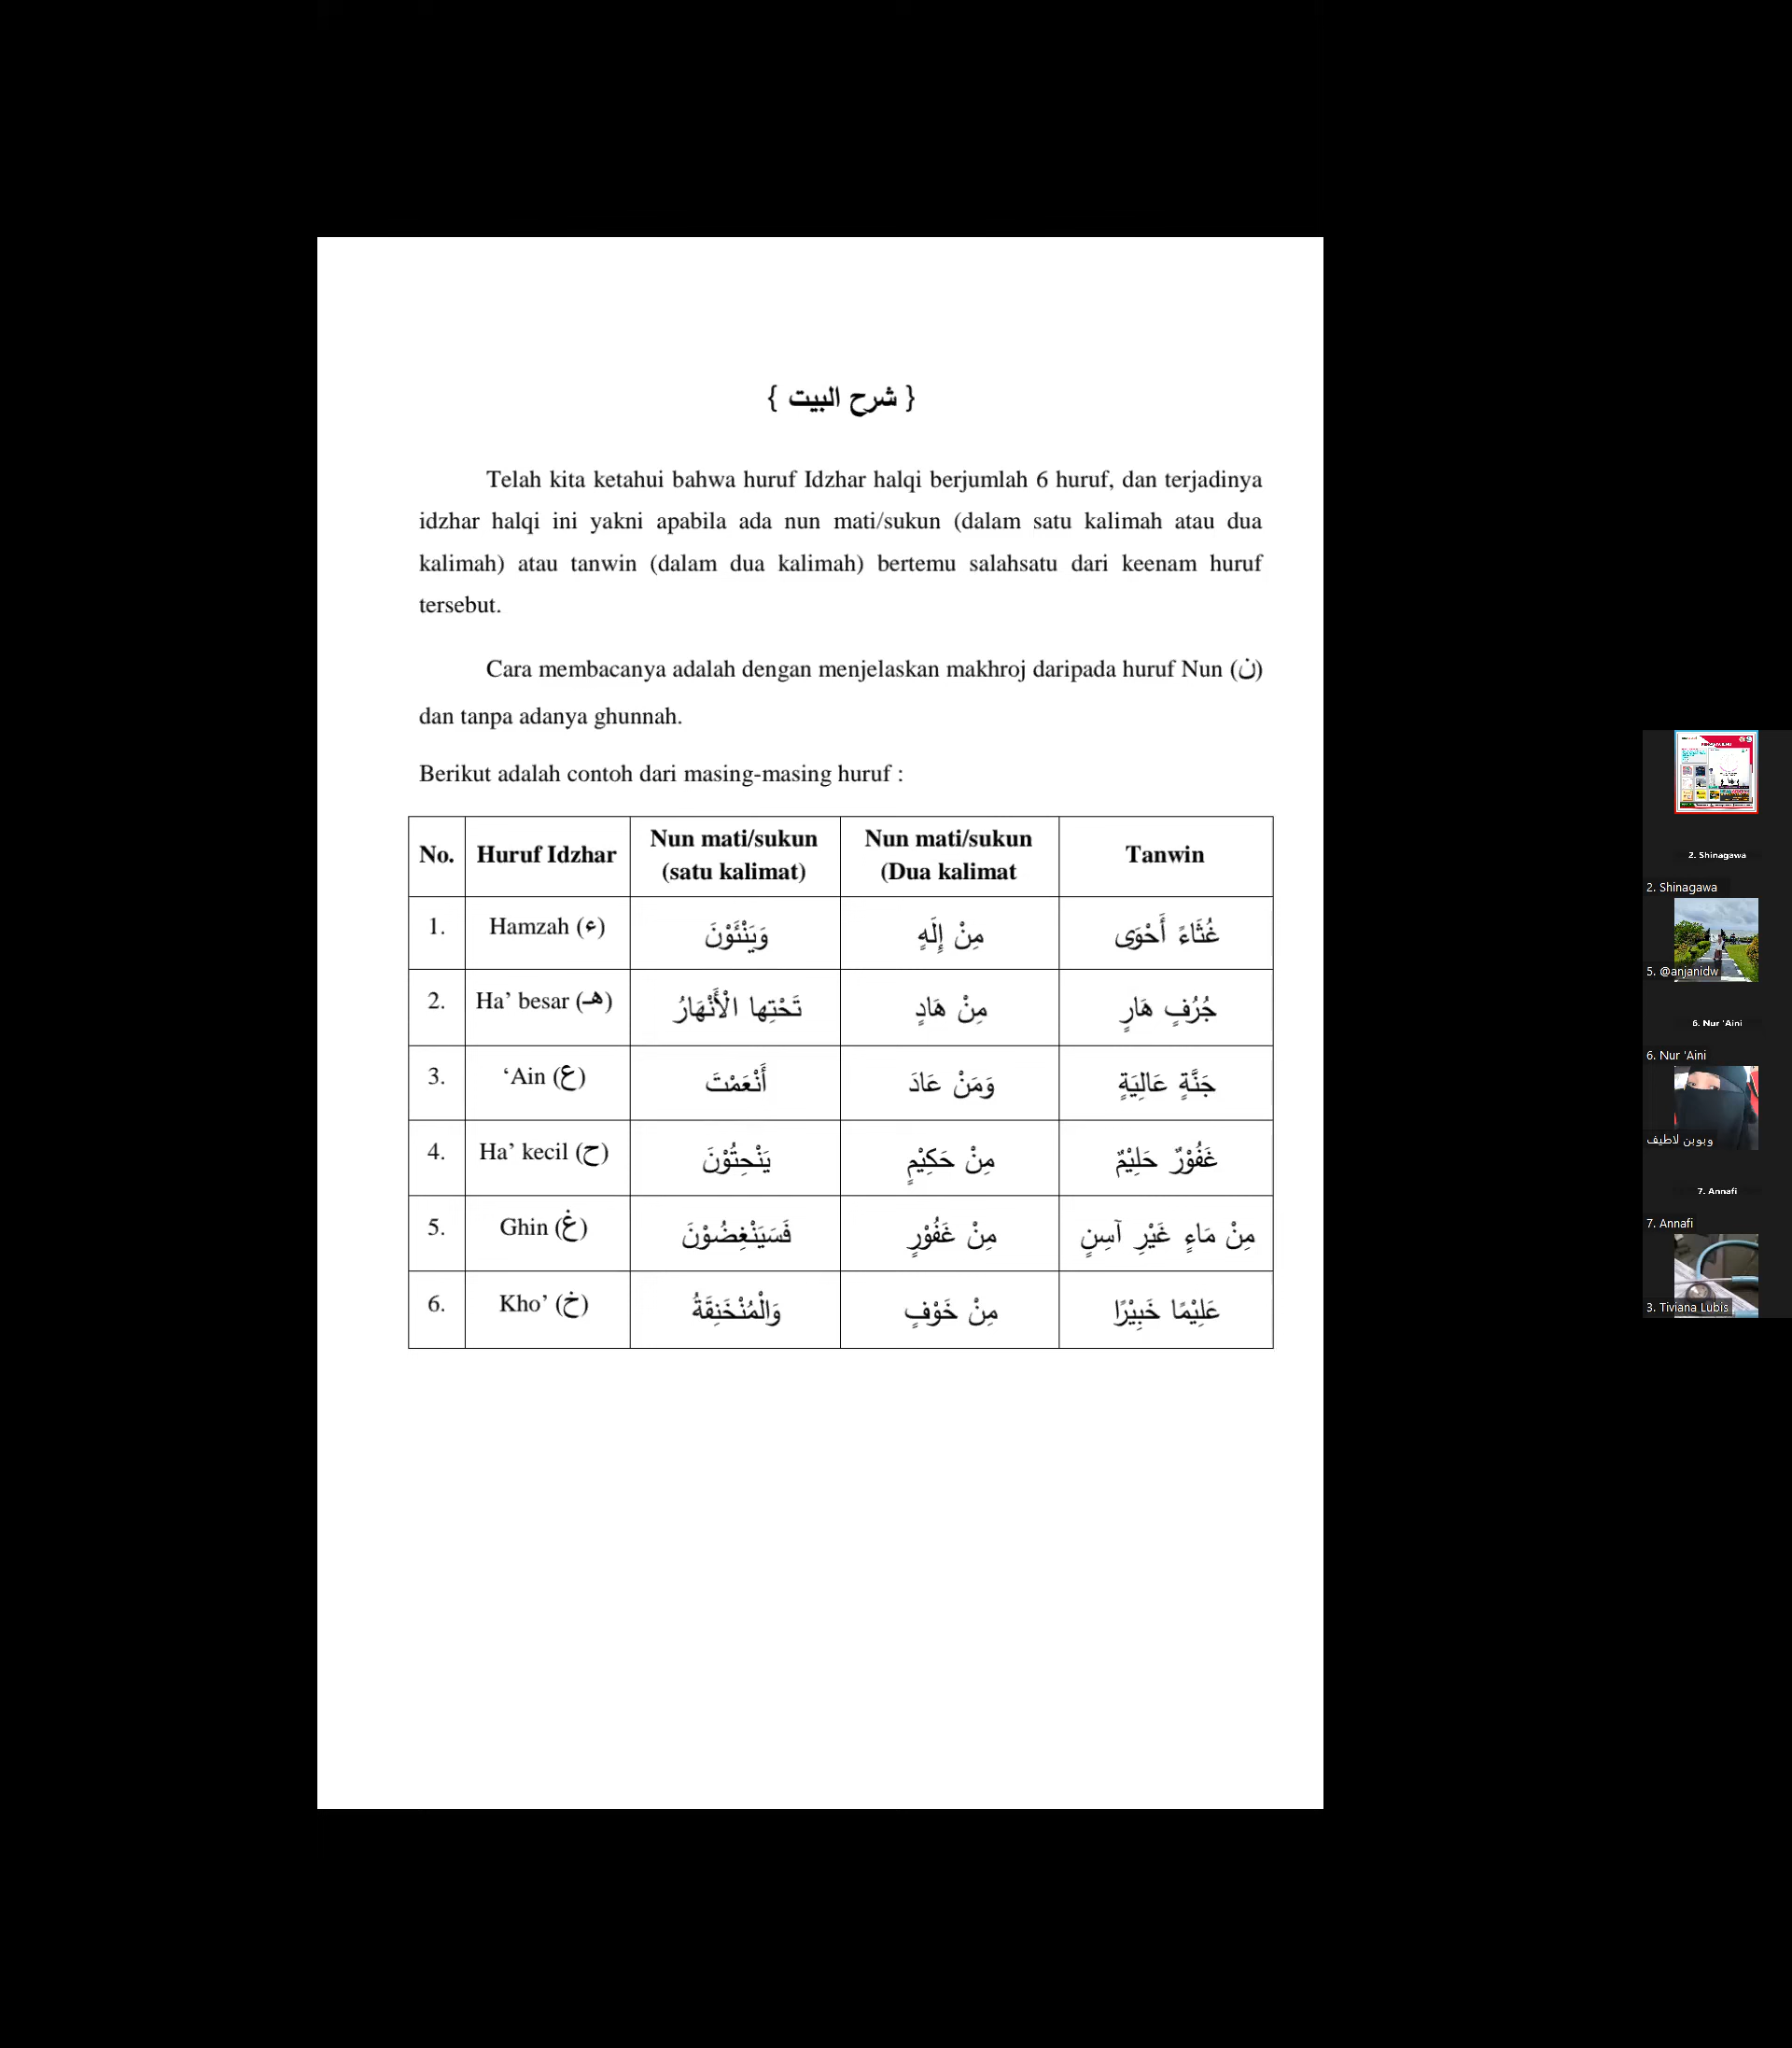 { شرح البيت }
Telah kita ketahui bahwa huruf Idzhar halqi berjumlah 6 huruf, dan terjadinya
idzhar halqi ini yakni apabila ada nun mati/sukun (dalam satu kalimah atau dua
kalimah) atau tanwin (dalam dua kalimah) bertemu salahsatu dari keenam huruf
tersebut.
Cara membacanya adalah dengan menjelaskan makhroj daripada huruf Nun (ن)
dan tanpa adanya ghunnah.
Berikut adalah contoh dari masing-masing huruf :
No. Huruf Idzhar Nun mati/sukun (satu kalimat) Nun mati/sukun (Dua kalimat Tanwin
1. Hamzah (ء) وَيَنْئَوْنَ مِنْ إِلَهٍ غُثَاءً أَحْوَى
2. Ha’ besar (هـ) تَحْتِها الْأَنْهَارُ مِنْ هَادٍ جُرُفٍ هَارٍ
3. ‘Ain (ع) أَنْعَمْتَ وَمَنْ عَادَ جَنَّةٍ عَالِيَةٍ
4. Ha’ kecil (ح) يَنْحِتُوْنَ مِنْ حَكِيْمٍ غَفُوْرٌ حَلِيْمٌ
5. Ghin (غ) فَسَيَنْغِضُوْنَ مِنْ غَفُوْرٍ مِنْ مَاءٍ غَيْرِ آسِنٍ
6. Kho’ (خ) وَالْمُنْخَنِقَةُ مِنْ خَوْفٍ عَلِيْمًا خَبِيْرًا
2. Shinagawa
2. Shinagawa
5. @anjanidw
6. Nur 'Aini
6. Nur 'Aini
وبوبن لاطيف
7. Annafi
7. Annafi
3. Tiviana Lubis